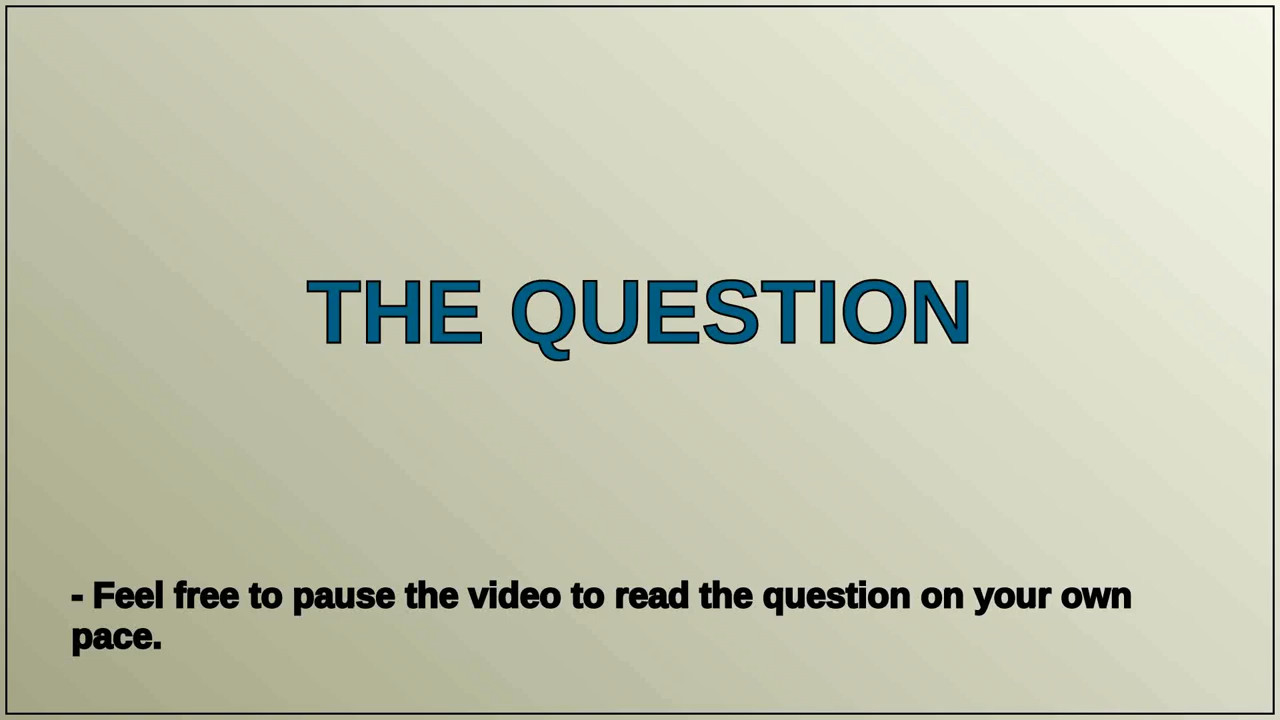 THE QUESTION
- Feel free to pause the video to read the question on your own
pace.